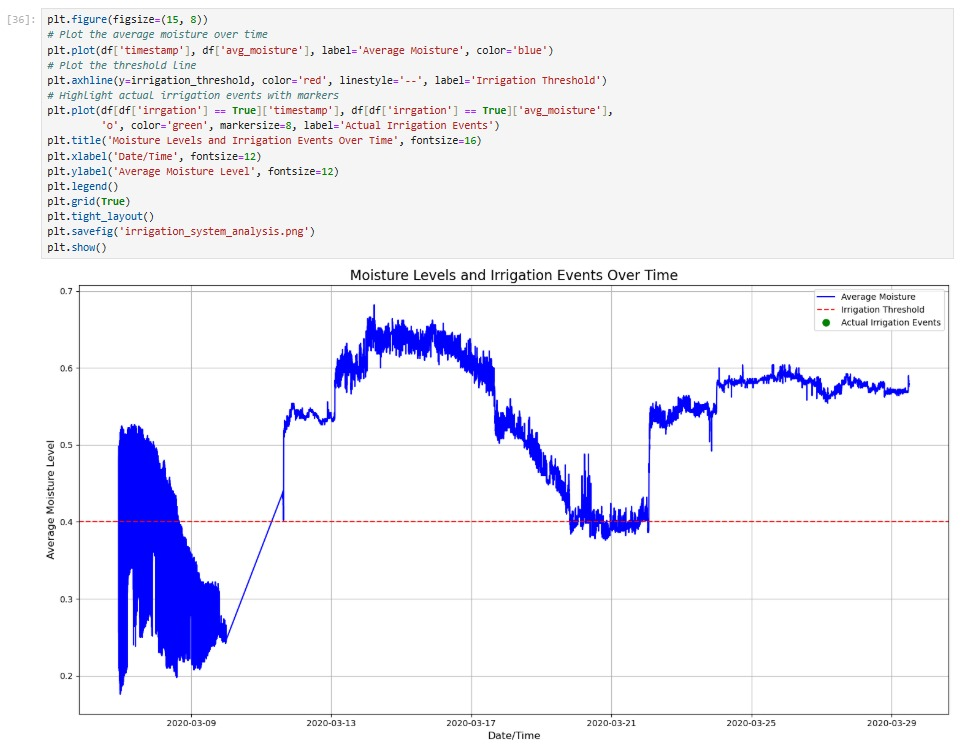 [36]:
plt.figure(figsize=(15, 8))
# Plot the average moisture over time
plt.plot(df['timestamp'], df['avg_moisture'], label='Average Moisture', color='blue')
# Plot the threshold line
plt.axhline(y=irrigation_threshold, color='red', linestyle='--', label='Irrigation Threshold')
# Highlight actual irrigation events with markers
plt.plot(df[df['irrgation'] == True]['timestamp'], df[df['irrgation'] == True]['avg_moisture'],
'o', color='green', markersize=8, label='Actual Irrigation Events')
plt.title('Moisture Levels and Irrigation Events Over Time', fontsize=16)
plt.xlabel('Date/Time', fontsize=12)
plt.ylabel('Average Moisture Level', fontsize=12)
plt.legend()
plt.grid(True)
plt.tight_layout()
plt.savefig('irrigation_system_analysis.png')
plt.show()
Moisture Levels and Irrigation Events Over Time
Average Moisture
Irrigation Threshold
Actual Irrigation Events
Average Moisture Level
0.7
0.6
0.5
0.4
0.3
0.2
2020-03-09
2020-03-13
2020-03-17
2020-03-21
2020-03-25
2020-03-29
Date/Time